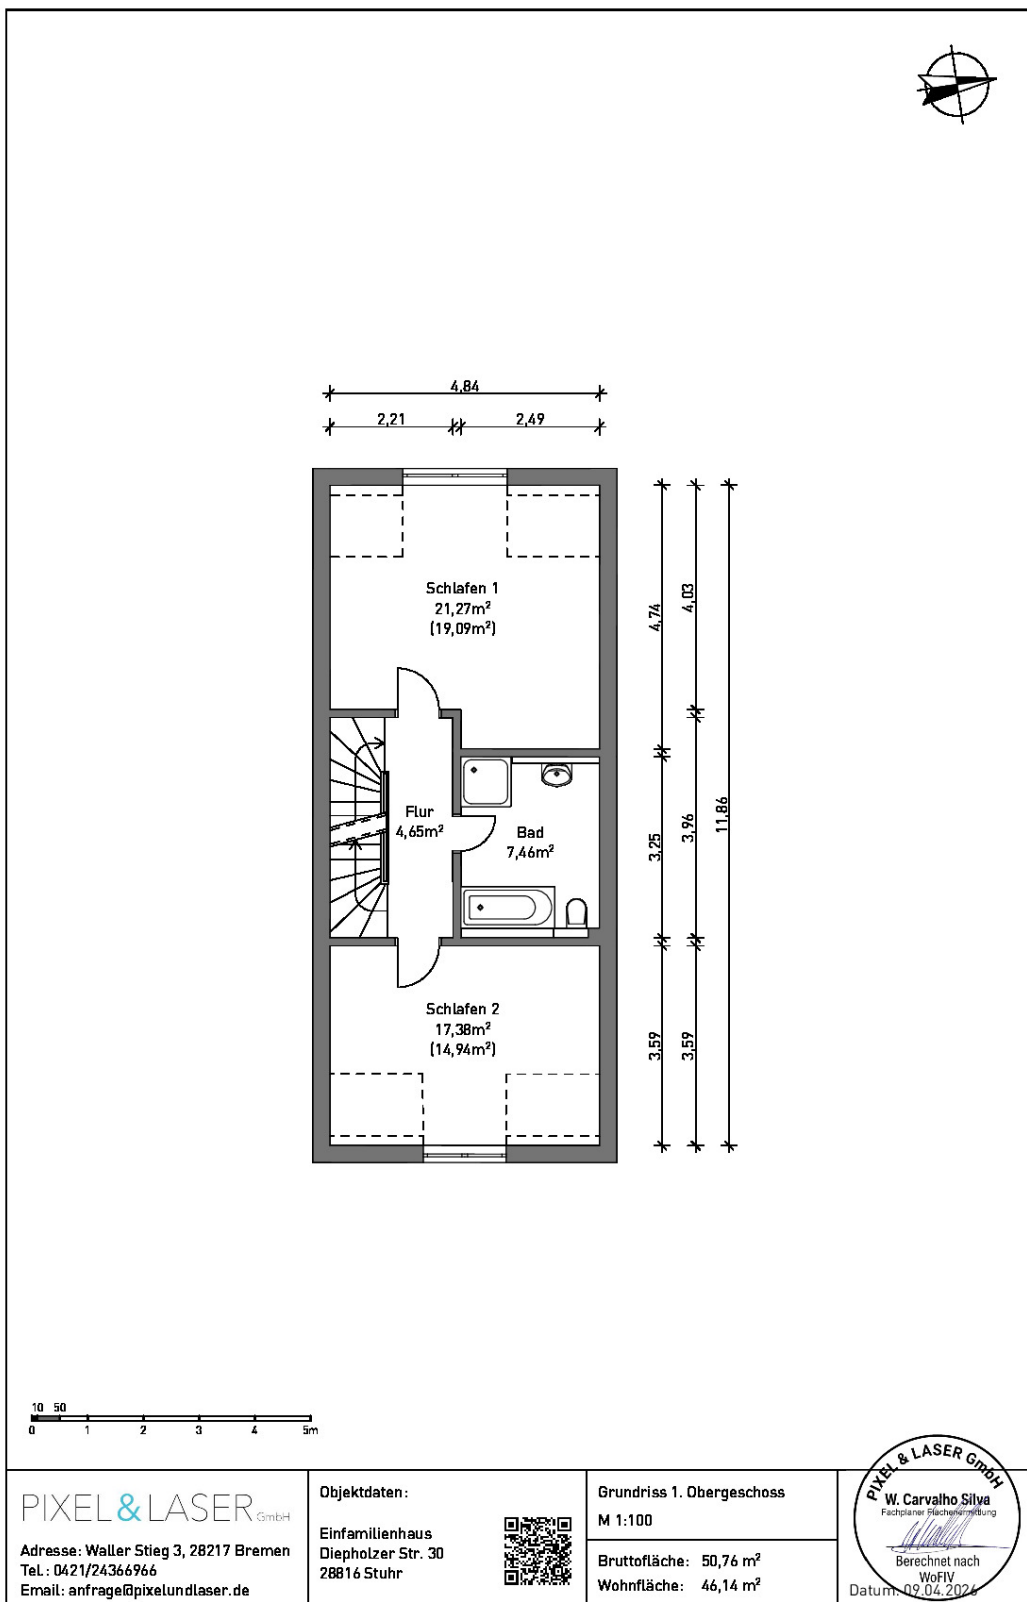 4,84
2,21
2,49
Schlafen 1
21,27m²
(19,09m²)
4,74
4,03
Flur
4,65m²
Bad
7,46m²
3,25
3,96
11,86
Schlafen 2
17,38m²
(14,94m²)
3,59
3,59
10 50
0 1 2 3 4 5m
PIXEL&LASER GmbH
Adresse: Waller Stieg 3, 28217 Bremen
Tel.: 0421/24366966
Email: anfrage@pixelundlaser.de
Objektdaten:
Einfamilienhaus
Diepholzer Str. 30
28816 Stuhr
Grundriss 1. Obergeschoss
M 1:100
Bruttofläche: 50,76 m²
Wohnfläche: 46,14 m²
PIXEL & LASER GmbH
W. Carvalho Silva
Fachplaner Flächenermittlung
Berechnet nach
WoFIV
Datum: 09.04.2026